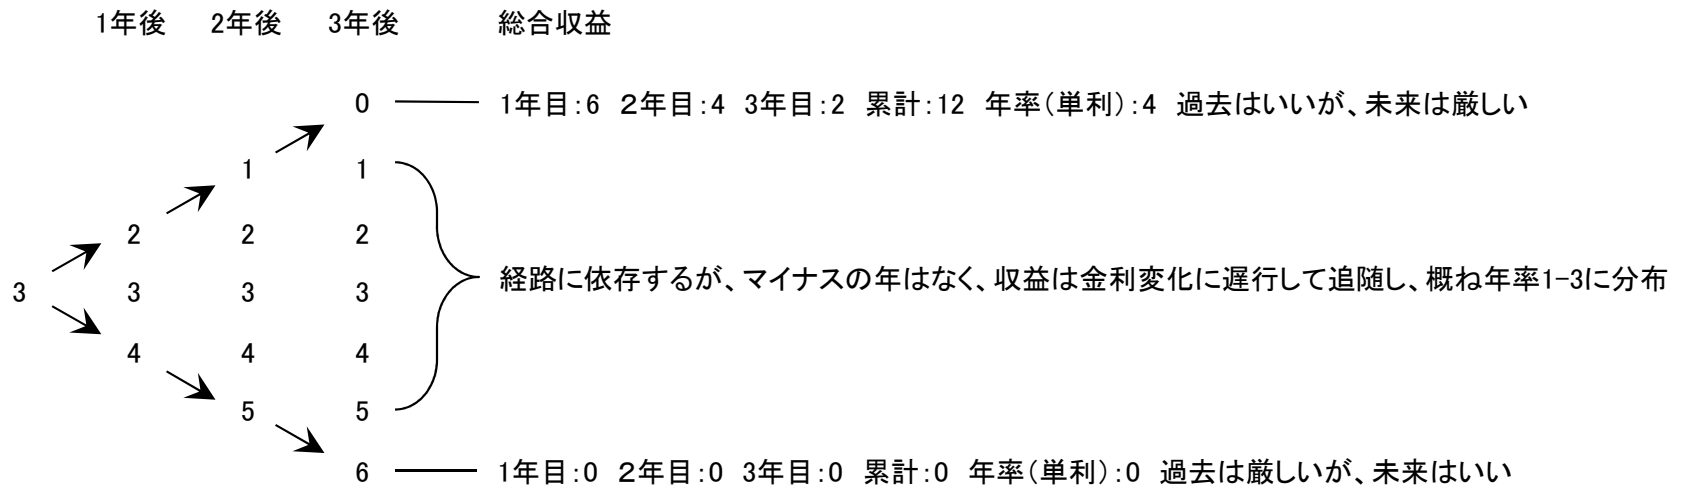 1年後 2年後 3年後 総合収益
0 1年目:6 2年目:4 3年目:2 累計:12 年率(単利):4 過去はいいが、未来は厳しい
1 1
2 2 2
経路に依存するが、マイナスの年はなく、収益は金利変化に遅行して追随し、概ね年率1-3に分布
3 3 3 3
4 4 4
5 5
6 1年目:0 2年目:0 3年目:0 累計:0 年率(単利):0 過去は厳しいが、未来はいい